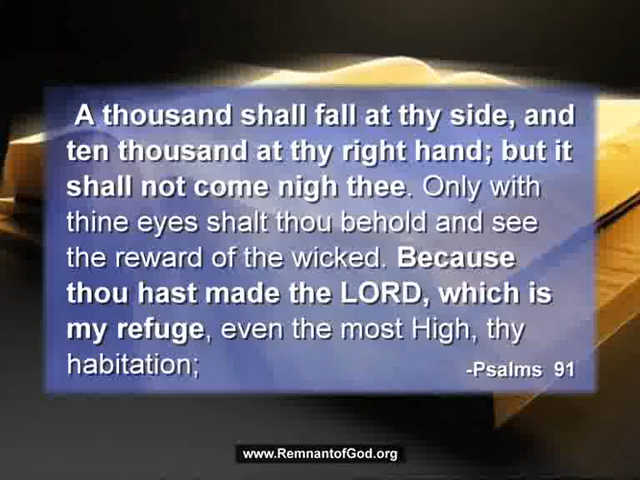 A thousand shall fall at thy side, and
ten thousand at thy right hand; but it
shall not come nigh thee. Only with
thine eyes shalt thou behold and see
the reward of the wicked. Because
thou hast made the LORD, which is
my refuge, even the most High, thy
habitation;
-Psalms 91
www.RemnantofGod.org